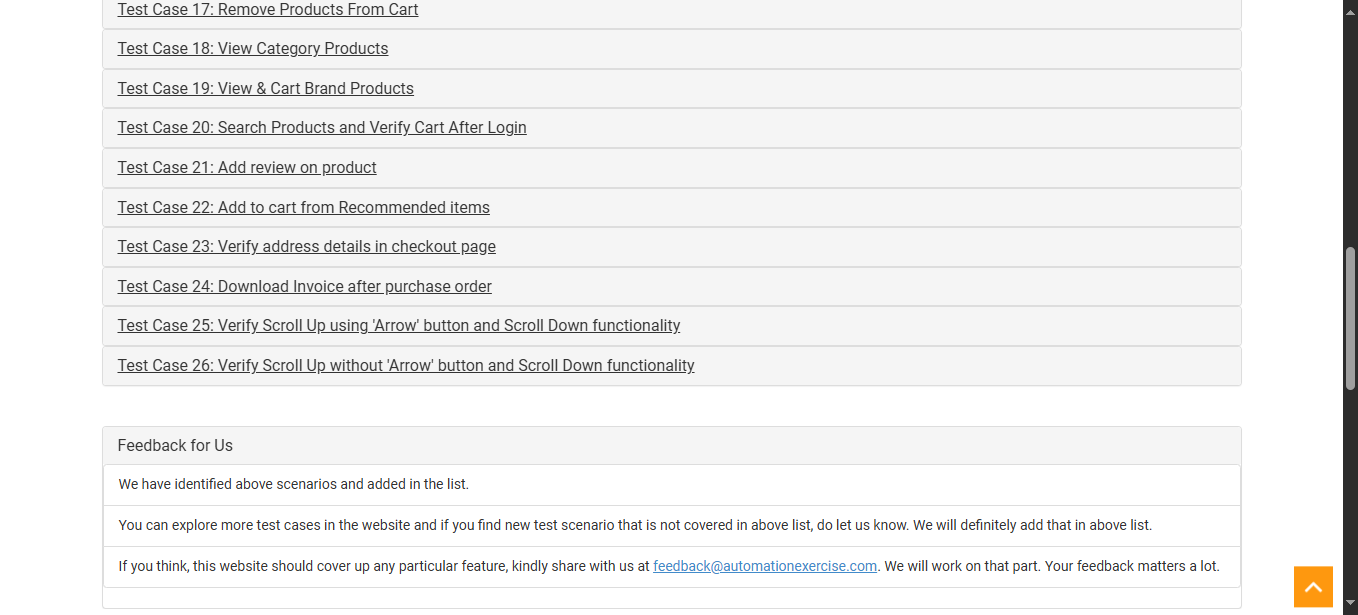 Test Case 17: Remove Products From Cart
Test Case 18: View Category Products
Test Case 19: View & Cart Brand Products
Test Case 20: Search Products and Verify Cart After Login
Test Case 21: Add review on product
Test Case 22: Add to cart from Recommended items
Test Case 23: Verify address details in checkout page
Test Case 24: Download Invoice after purchase order
Test Case 25: Verify Scroll Up using 'Arrow' button and Scroll Down functionality
Test Case 26: Verify Scroll Up without 'Arrow' button and Scroll Down functionality
Feedback for Us
We have identified above scenarios and added in the list.
You can explore more test cases in the website and if you find new test scenario that is not covered in above list, do let us know. We will definitely add that in above list.
If you think, this website should cover up any particular feature, kindly share with us at feedback@automationexercise.com. We will work on that part. Your feedback matters a lot.